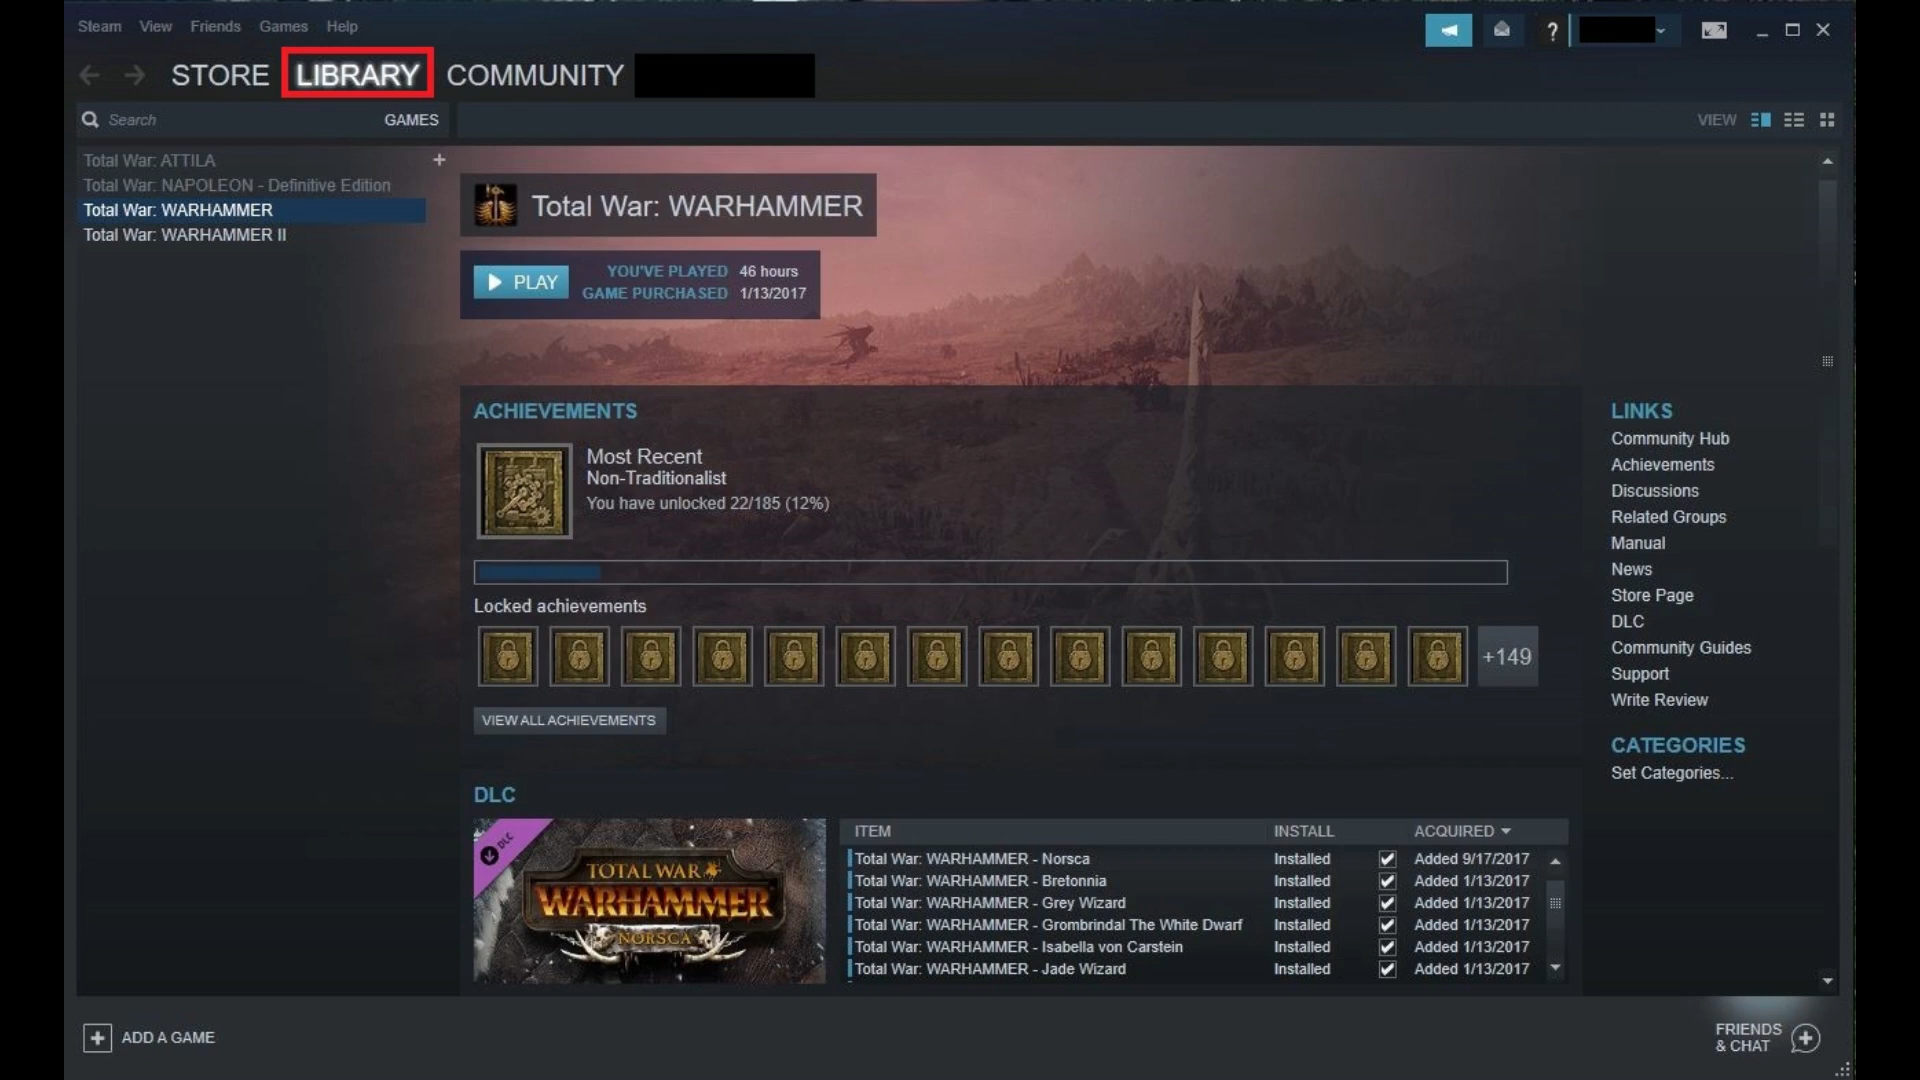 Steam View Friends Games Help
?
STORE LIBRARY COMMUNITY
Search GAMES
VIEW
Total War: ATTILA
Total War: NAPOLEON - Definitive Edition
Total War: WARHAMMER
Total War: WARHAMMER II
Total War: WARHAMMER
PLAY
YOU'VE PLAYED 46 hours
GAME PURCHASED 1/13/2017
ACHIEVEMENTS
Most Recent
Non-Traditionalist
You have unlocked 22/185 (12%)
Locked achievements
+149
VIEW ALL ACHIEVEMENTS
LINKS
Community Hub
Achievements
Discussions
Related Groups
Manual
News
Store Page
DLC
Community Guides
Support
Write Review
CATEGORIES
Set Categories...
DLC
DLC
TOTAL WAR
WARHAMMER
NORSCA
ITEM INSTALL ACQUIRED
Total War: WARHAMMER - Norsca Installed Added 9/17/2017
Total War: WARHAMMER - Bretonnia Installed Added 1/13/2017
Total War: WARHAMMER - Grey Wizard Installed Added 1/13/2017
Total War: WARHAMMER - Grombrindal The White Dwarf Installed Added 1/13/2017
Total War: WARHAMMER - Isabella von Carstein Installed Added 1/13/2017
Total War: WARHAMMER - Jade Wizard Installed Added 1/13/2017
ADD A GAME
FRIENDS
& CHAT